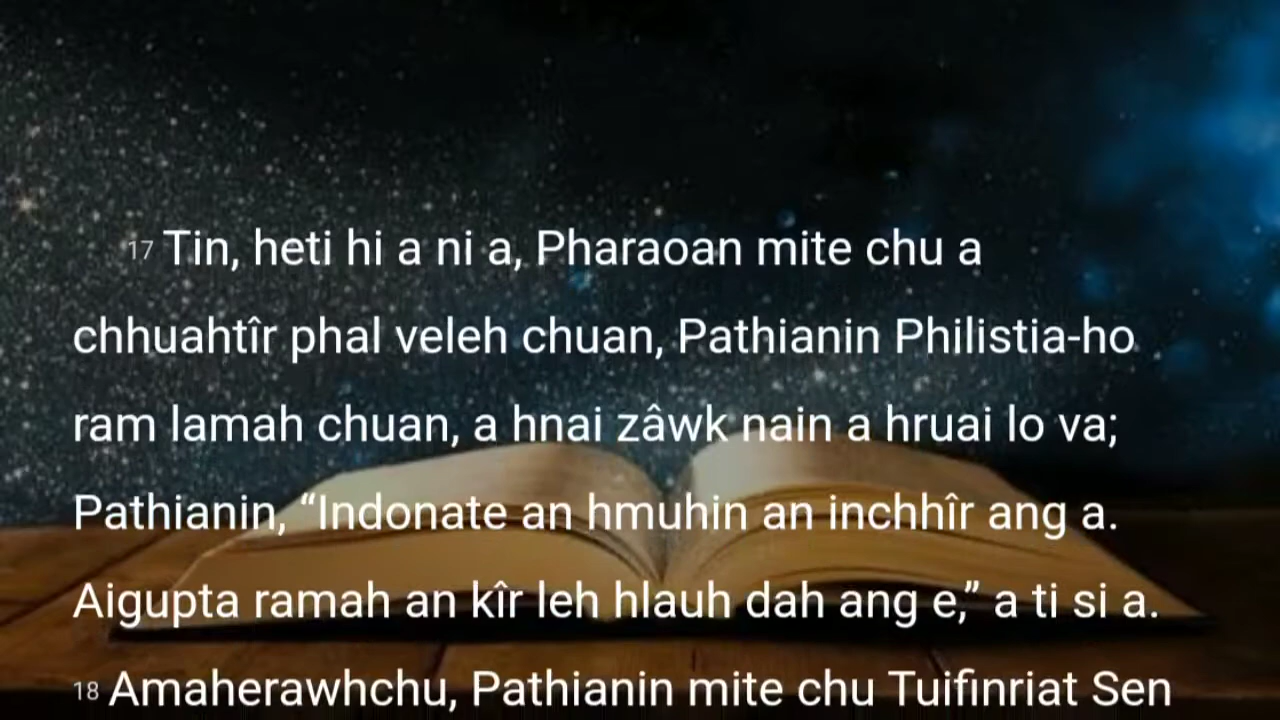 17 Tin, heti hi a ni a, Pharaoan mite chu a
chhuahtîr phal veleh chuan, Pathianin Philistia-ho
ram lamah chuan, a hnai zâwk nain a hruai lo va;
Pathianin, “Indonate an hmuhin an inchhîr ang a.
Aigupta ramah an kîr leh hlauh dah ang e,” a ti si a.
18 Amaherawhchu, Pathianin mite chu Tuifinriat Sen